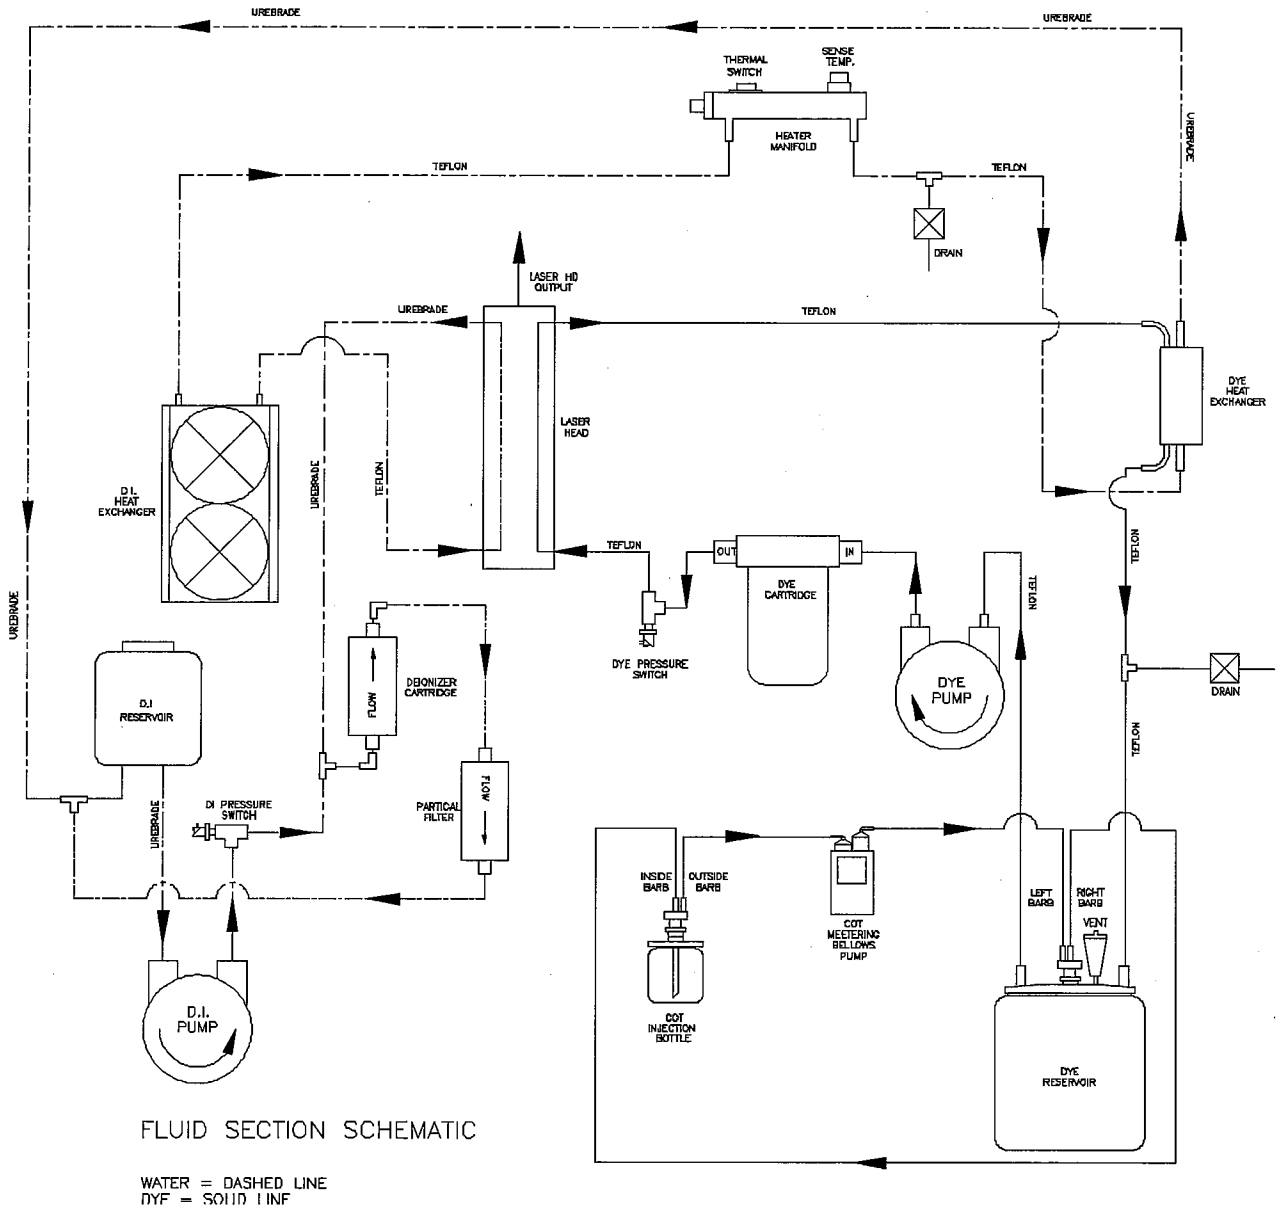 UREBRADE
UREBRADE
THERMAL
SWITCH
SENSE
TEMP.
HEATER
MANIFOLD
UREBRADE
TEFLON
TEFLON
DRAIN
LASER HD
OUTPUT
UREBRADE
TEFLON
DYE
HEAT
EXCHANGER
LASER
HEAD
D.I.
HEAT
EXCHANGER
UREBRADE
TEFLON
TEFLON
OUT
IN
DYE
CARTRIDGE
TEFLON
TEFLON
UREBRADE
DYE PRESSURE
SWITCH
DYE
PUMP
DRAIN
D.I
RESERVOIR
FLOW
DEIONIZER
CARTRIDGE
TEFLON
FLOW
PARTICAL
FILTER
UREBRADE
DI PRESSURE
SWITCH
INSIDE
BARB
OUTSIDE
BARB
COT
MEETERING
BELLOWS
PUMP
LEFT
BARB
RIGHT
BARB
VENT
COT
INJECTION
BOTTLE
D.I.
PUMP
DYE
RESERVOIR
FLUID SECTION SCHEMATIC
WATER = DASHED LINE
DYE = SOLID LINE